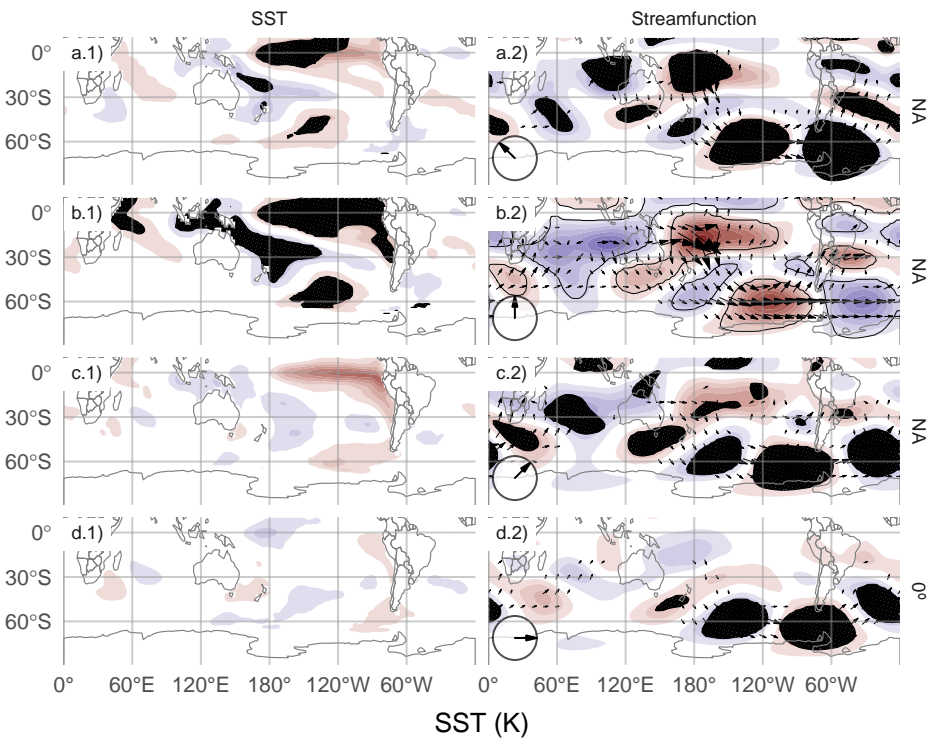 SST Streamfunction
a.1) a.2)
0°
30°S
60°S
NA
b.1) b.2)
0°
30°S
60°S
NA
c.1) c.2)
0°
30°S
60°S
NA
d.1) d.2)
0°
30°S
60°S
0º
0° 60°E 120°E 180° 120°W 60°W 0° 60°E 120°E 180° 120°W 60°W
SST (K)